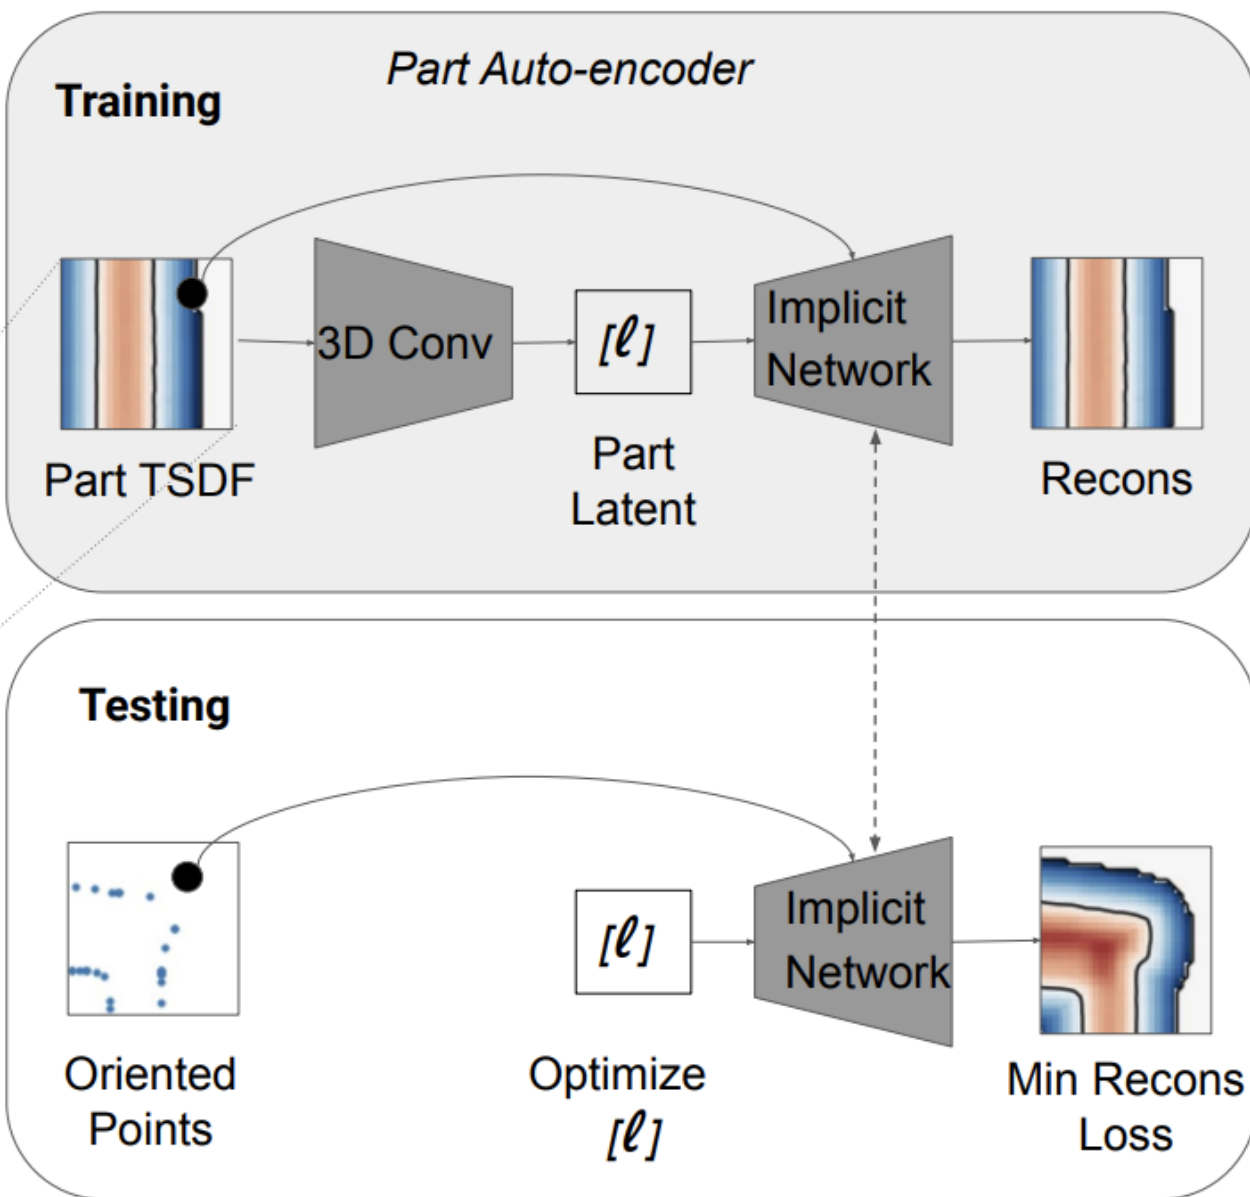 Part Auto-encoder
Training
3D Conv
[ℓ]
Implicit
Network
Part TSDF
Part
Latent
Recons
Testing
[ℓ]
Implicit
Network
Oriented
Points
Optimize
[ℓ]
Min Recons
Loss